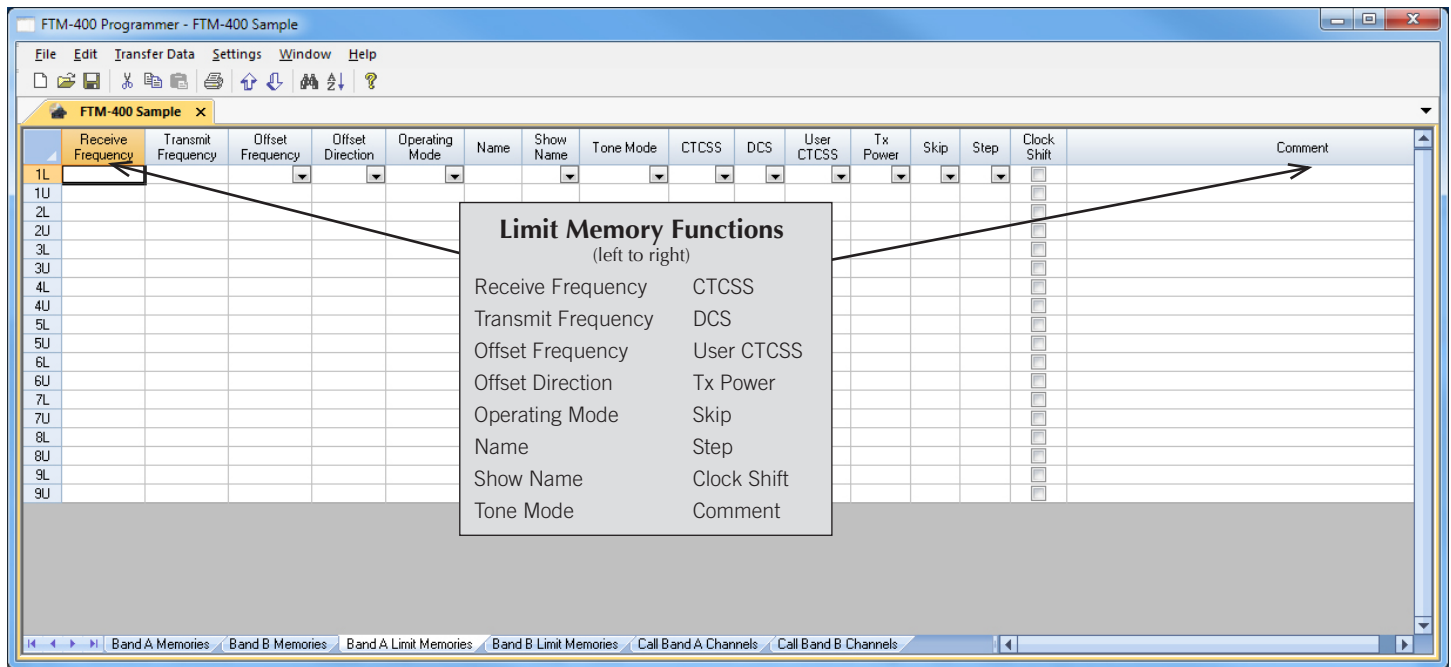 FTM-400 Programmer - FTM-400 Sample
File Edit Transfer Data Settings Window Help
FTM-400 Sample
Receive Frequency Transmit Frequency Offset Frequency Offset Direction Operating Mode Name Show Name Tone Mode CTCSS DCS User CTCSS Tx Power Skip Step Clock Shift Comment
1L
1U
2L
2U
3L
3U
4L
4U
5L
5U
6L
6U
7L
7U
8L
8U
9L
9U
Limit Memory Functions
(left to right)
Receive Frequency CTCSS
Transmit Frequency DCS
Offset Frequency User CTCSS
Offset Direction Tx Power
Operating Mode Skip
Name Step
Show Name Clock Shift
Tone Mode Comment
Band A Memories Band B Memories Band A Limit Memories Band B Limit Memories Call Band A Channels Call Band B Channels